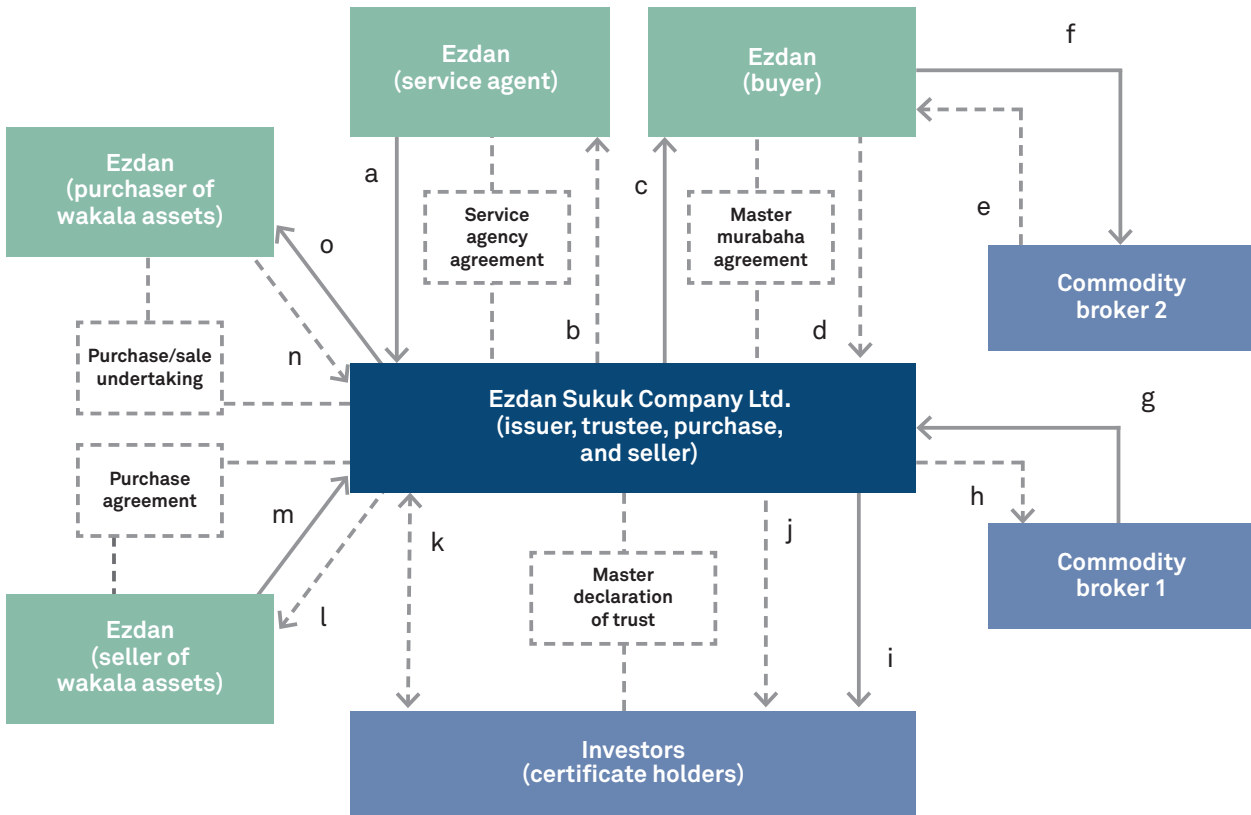 Ezdan
(service agent)
Ezdan
(buyer)
f
Ezdan
(purchaser of
wakala assets)
a
Service
agency
agreement
c
Master
murabaha
agreement
e
Commodity
broker 2
o
b
d
Purchase/sale
undertaking
n
Ezdan Sukuk Company Ltd.
(issuer, trustee, purchase,
and seller)
g
Purchase
agreement
m
h
k
j
Commodity
broker 1
Master
declaration
of trust
l
Ezdan
(seller of
wakala assets)
i
Investors
(certificate holders)